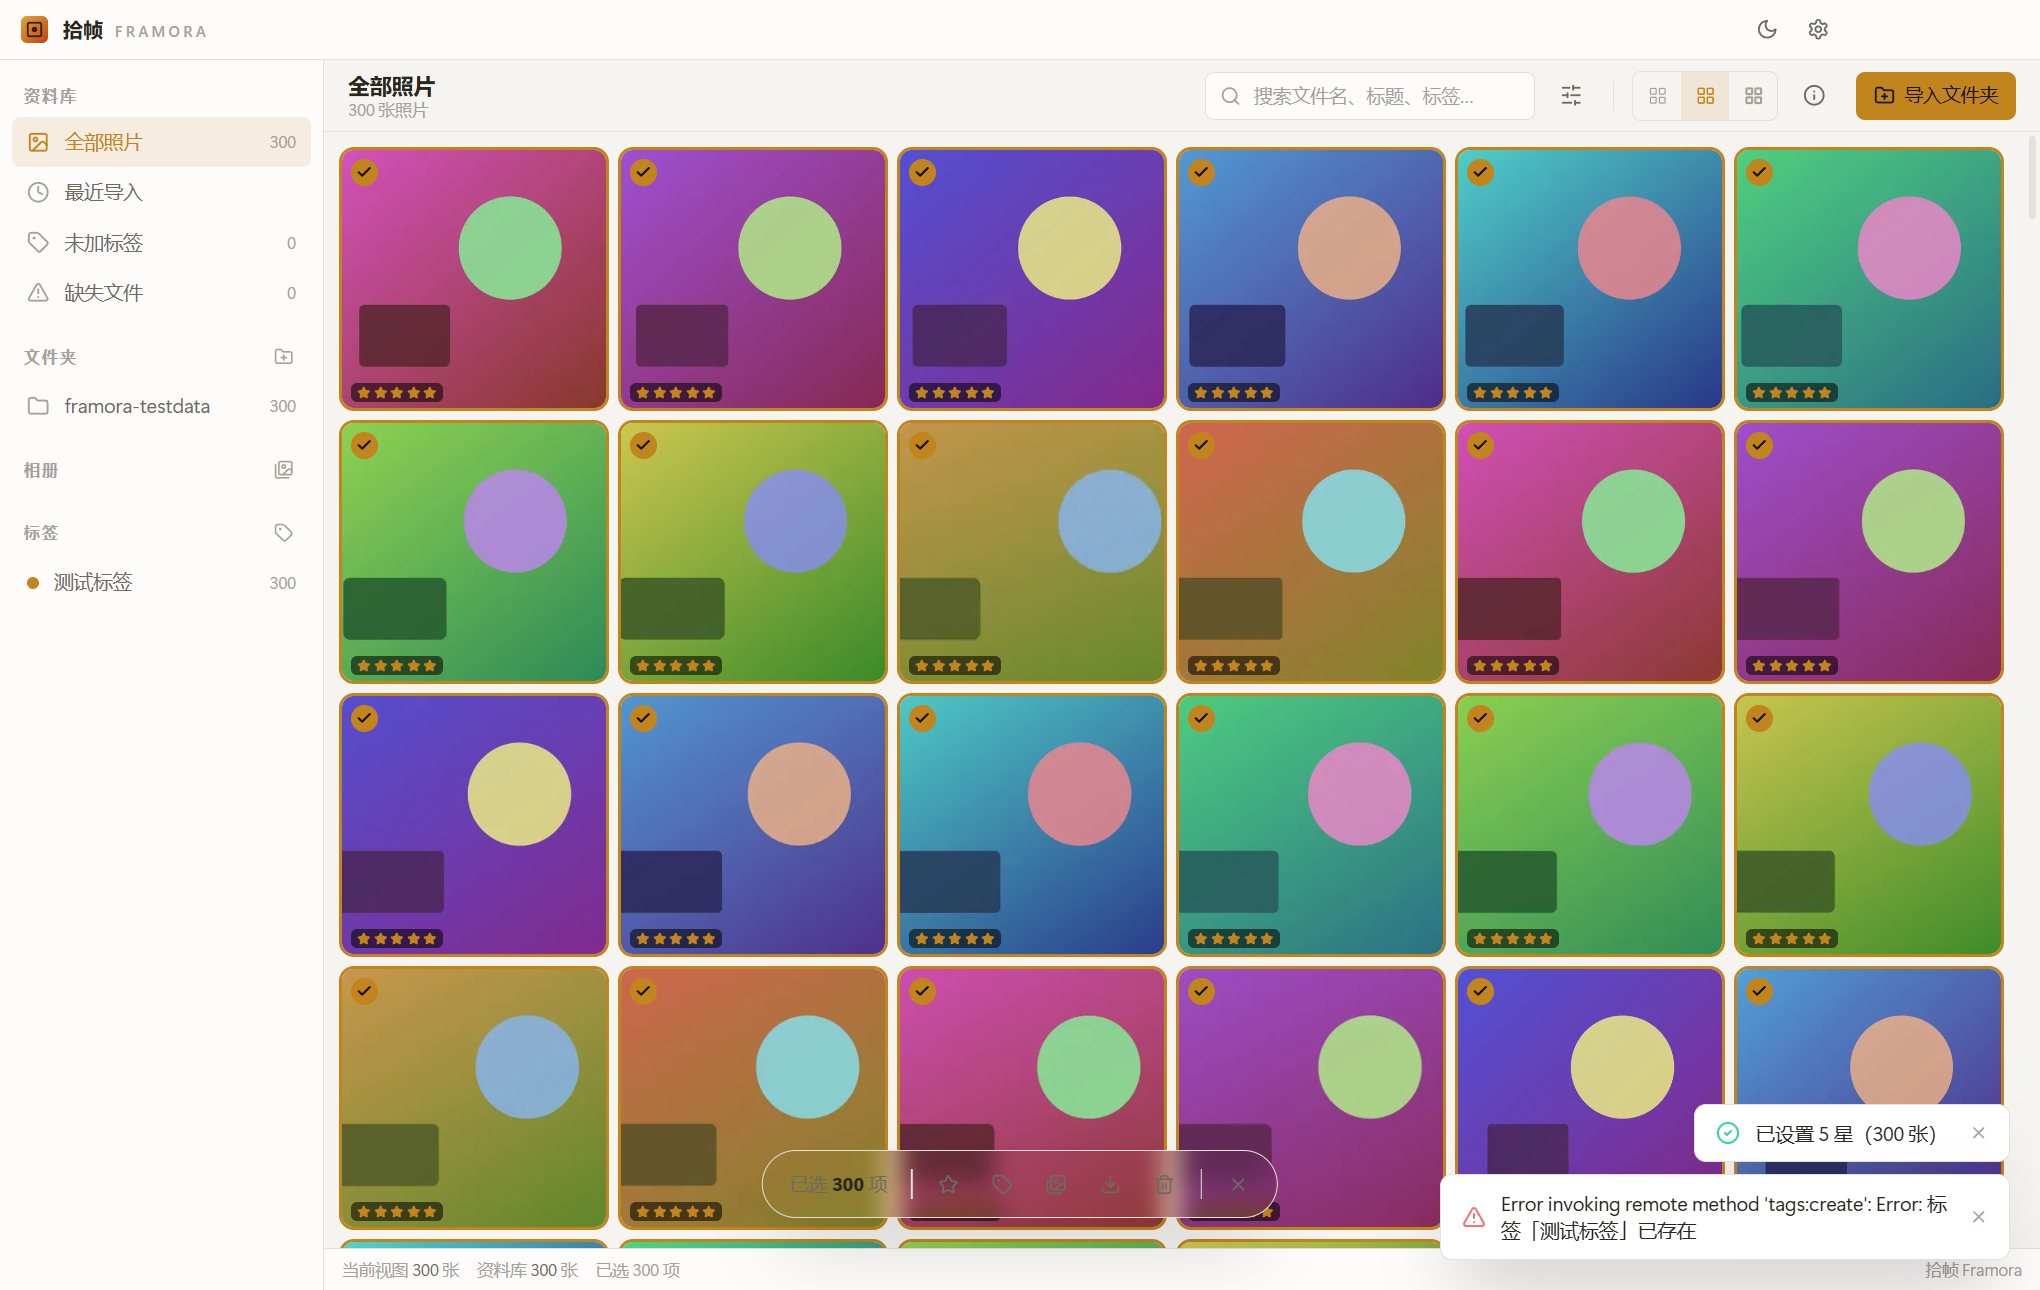 拾帧 FRAMORA
资料库
全部照片 300
最近导入
未加标签 0
缺失文件 0
文件夹
framora-testdata 300
相册
标签
测试标签 300
全部照片
300 张照片
搜索文件名、标题、标签...
导入文件夹
已选 300 项
已设置 5 星（300 张）
Error invoking remote method 'tags:create': Error: 标
签「测试标签」已存在
当前视图 300 张 资料库 300 张 已选 300 项
拾帧 Framora